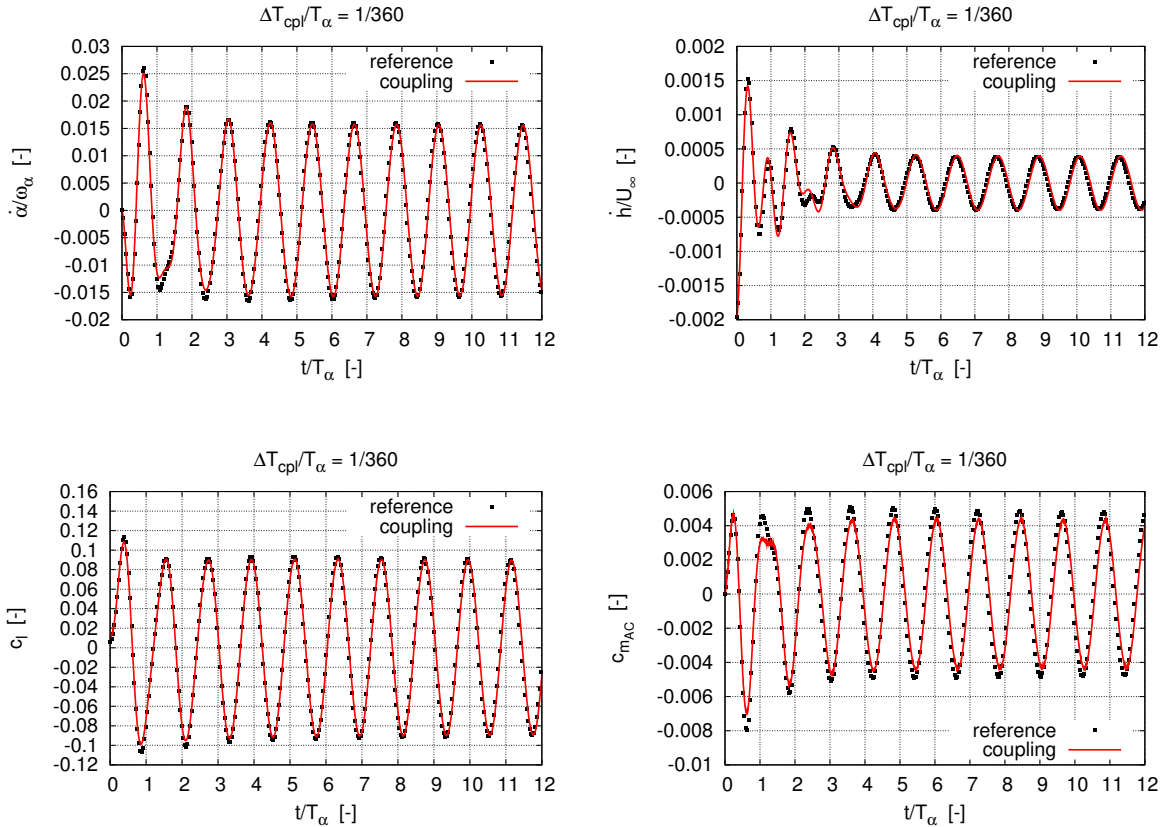 ΔT_cpl/T_α = 1/360
0.03
0.025
0.02
0.015
0.01
0.005
0
-0.005
-0.01
-0.015
-0.02
α̇/ω_α [-]
reference
coupling
0 1 2 3 4 5 6 7 8 9 10 11 12
t/T_α [-]
ΔT_cpl/T_α = 1/360
0.002
0.0015
0.001
0.0005
0
-0.0005
-0.001
-0.0015
-0.002
ḣ/U_∞ [-]
reference
coupling
0 1 2 3 4 5 6 7 8 9 10 11 12
t/T_α [-]
ΔT_cpl/T_α = 1/360
0.16
0.14
0.12
0.1
0.08
0.06
0.04
0.02
0
-0.02
-0.04
-0.06
-0.08
-0.1
-0.12
c_l [-]
reference
coupling
0 1 2 3 4 5 6 7 8 9 10 11 12
t/T_α [-]
ΔT_cpl/T_α = 1/360
0.006
0.004
0.002
0
-0.002
-0.004
-0.006
-0.008
-0.01
c_m_AC [-]
reference
coupling
0 1 2 3 4 5 6 7 8 9 10 11 12
t/T_α [-]